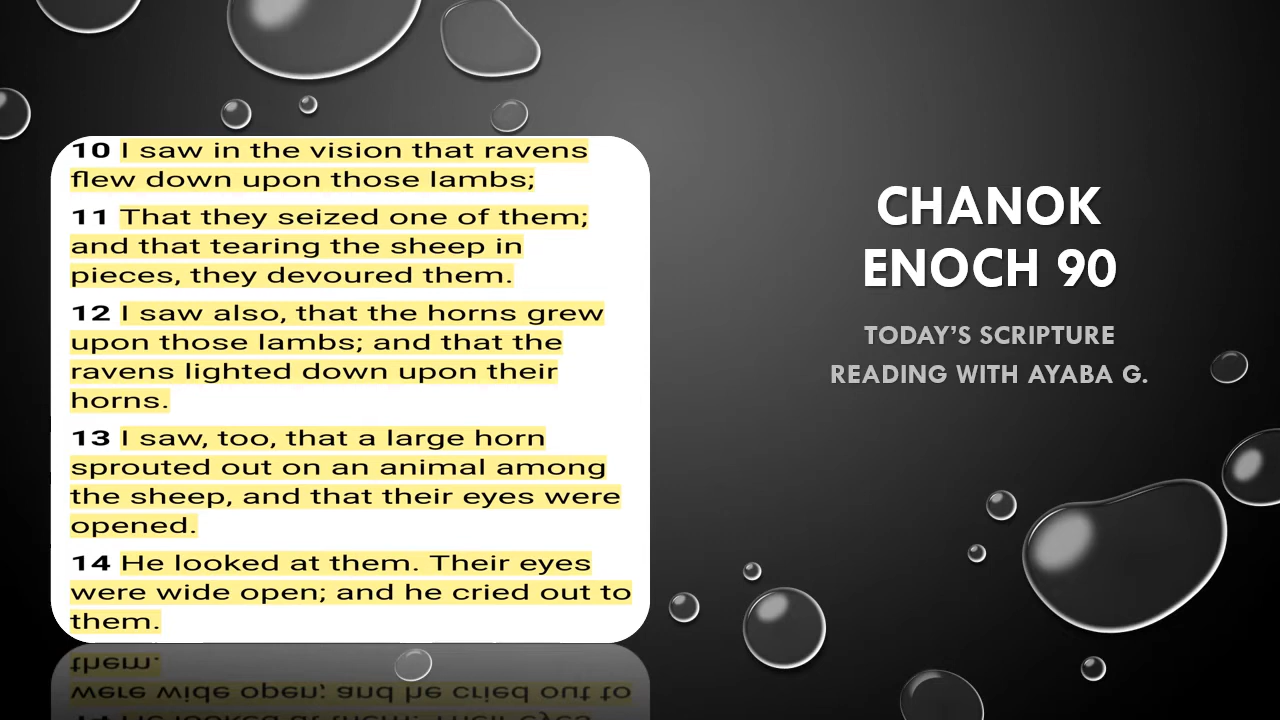 10 I saw in the vision that ravens
flew down upon those lambs;
11 That they seized one of them;
and that tearing the sheep in
pieces, they devoured them.
12 I saw also, that the horns grew
upon those lambs; and that the
ravens lighted down upon their
horns.
13 I saw, too, that a large horn
sprouted out on an animal among
the sheep, and that their eyes were
opened.
14 He looked at them. Their eyes
were wide open; and he cried out to
them.
CHANOK
ENOCH 90
TODAY’S SCRIPTURE
READING WITH AYABA G.